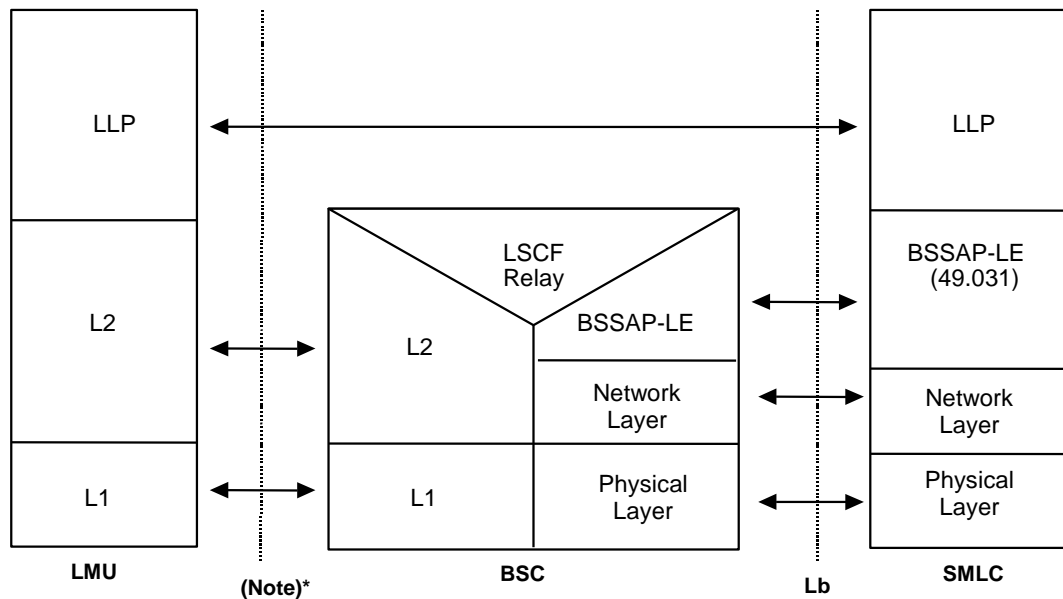 LLP
LLP
LSCF
Relay
BSSAP-LE
(49.031)
L2
L2
BSSAP-LE
Network
Layer
Network
Layer
L1
L1
Physical
Layer
Physical
Layer
LMU
(Note)*
BSC
Lb
SMLC